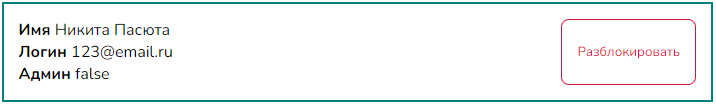 Имя Никита Пасюта
Логин 123@email.ru
Админ false
Разблокировать